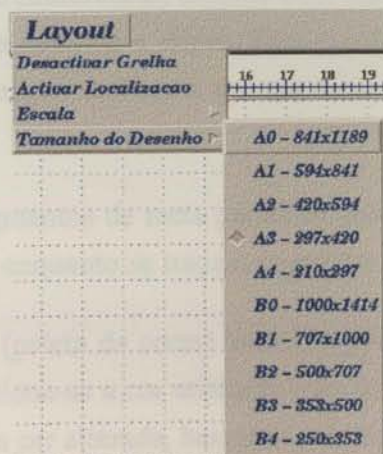 Layout
Desactivar Grelha
Activar Localizacao
Escala
Tamanho do Desenho
16 17 18 19
A0 - 841x1189
A1 - 594x841
A2 - 420x594
A3 - 297x420
A4 - 210x297
B0 - 1000x1414
B1 - 707x1000
B2 - 500x707
B3 - 353x500
B4 - 250x353